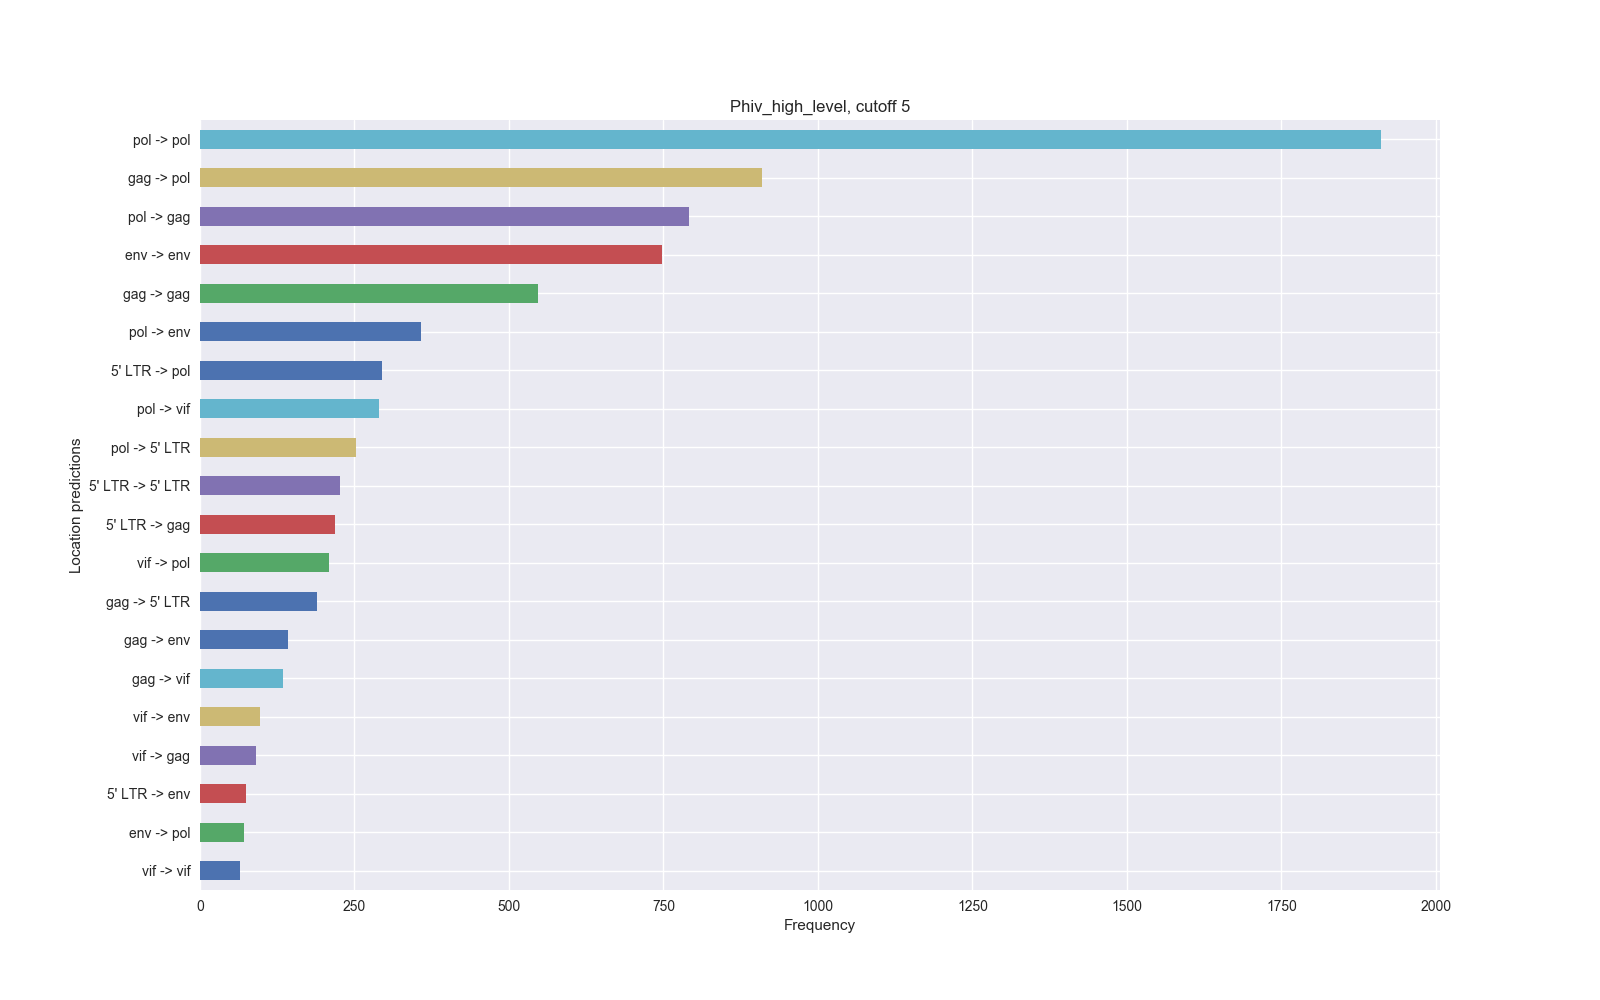 Phiv_high_level, cutoff 5
pol -> pol
gag -> pol
pol -> gag
env -> env
gag -> gag
pol -> env
5' LTR -> pol
pol -> vif
pol -> 5' LTR
5' LTR -> 5' LTR
5' LTR -> gag
vif -> pol
gag -> 5' LTR
gag -> env
gag -> vif
vif -> env
vif -> gag
5' LTR -> env
env -> pol
vif -> vif
Location predictions
0 250 500 750 1000 1250 1500 1750 2000
Frequency